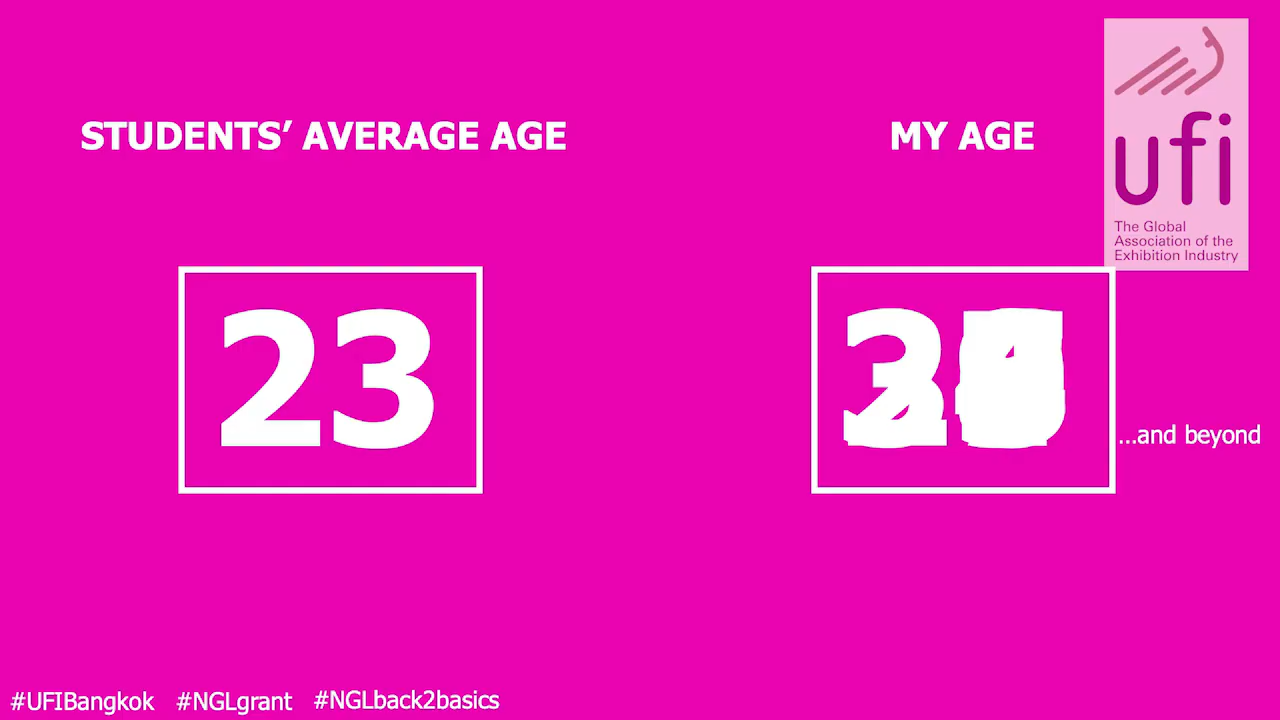 STUDENTS’ AVERAGE AGE
MY AGE
ufi
The Global
Association of the
Exhibition Industry
23
...and beyond
#UFIBangkok #NGLgrant #NGLback2basics